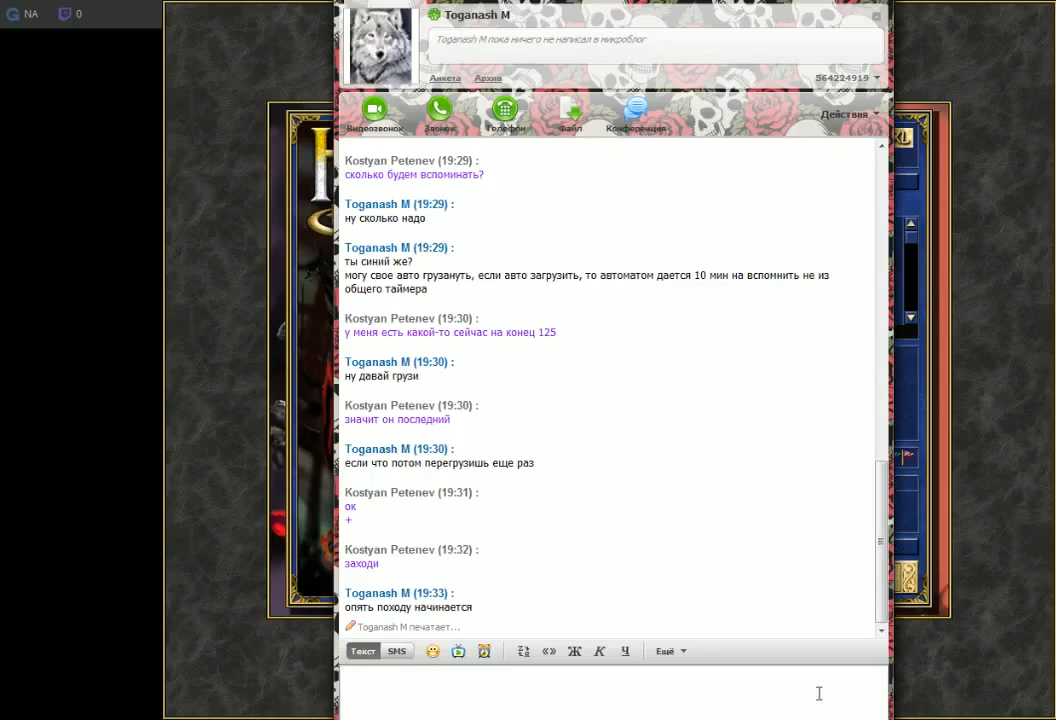 NA
0
Toganash M
Toganash M пока ничего не написал в микроблог
Анкета Архив
564224919
Видеозвонок Звонок Телефон Файл Конференция
Действия
Kostyan Petenev (19:29) :
сколько будем вспоминать?
Toganash M (19:29) :
ну сколько надо
Toganash M (19:29) :
ты синий же?
могу свое авто грузануть, если авто загрузить, то автоматом дается 10 мин на вспомнить не из
общего таймера
Kostyan Petenev (19:30) :
у меня есть какой-то сейчас на конец 125
Toganash M (19:30) :
ну давай грузи
Kostyan Petenev (19:30) :
значит он последний
Toganash M (19:30) :
если что потом перегрузишь еще раз
Kostyan Petenev (19:31) :
ок
+
Kostyan Petenev (19:32) :
заходи
Toganash M (19:33) :
опять походу начинается
Toganash M печатает...
Текст SMS
Ж К Ч Ещё